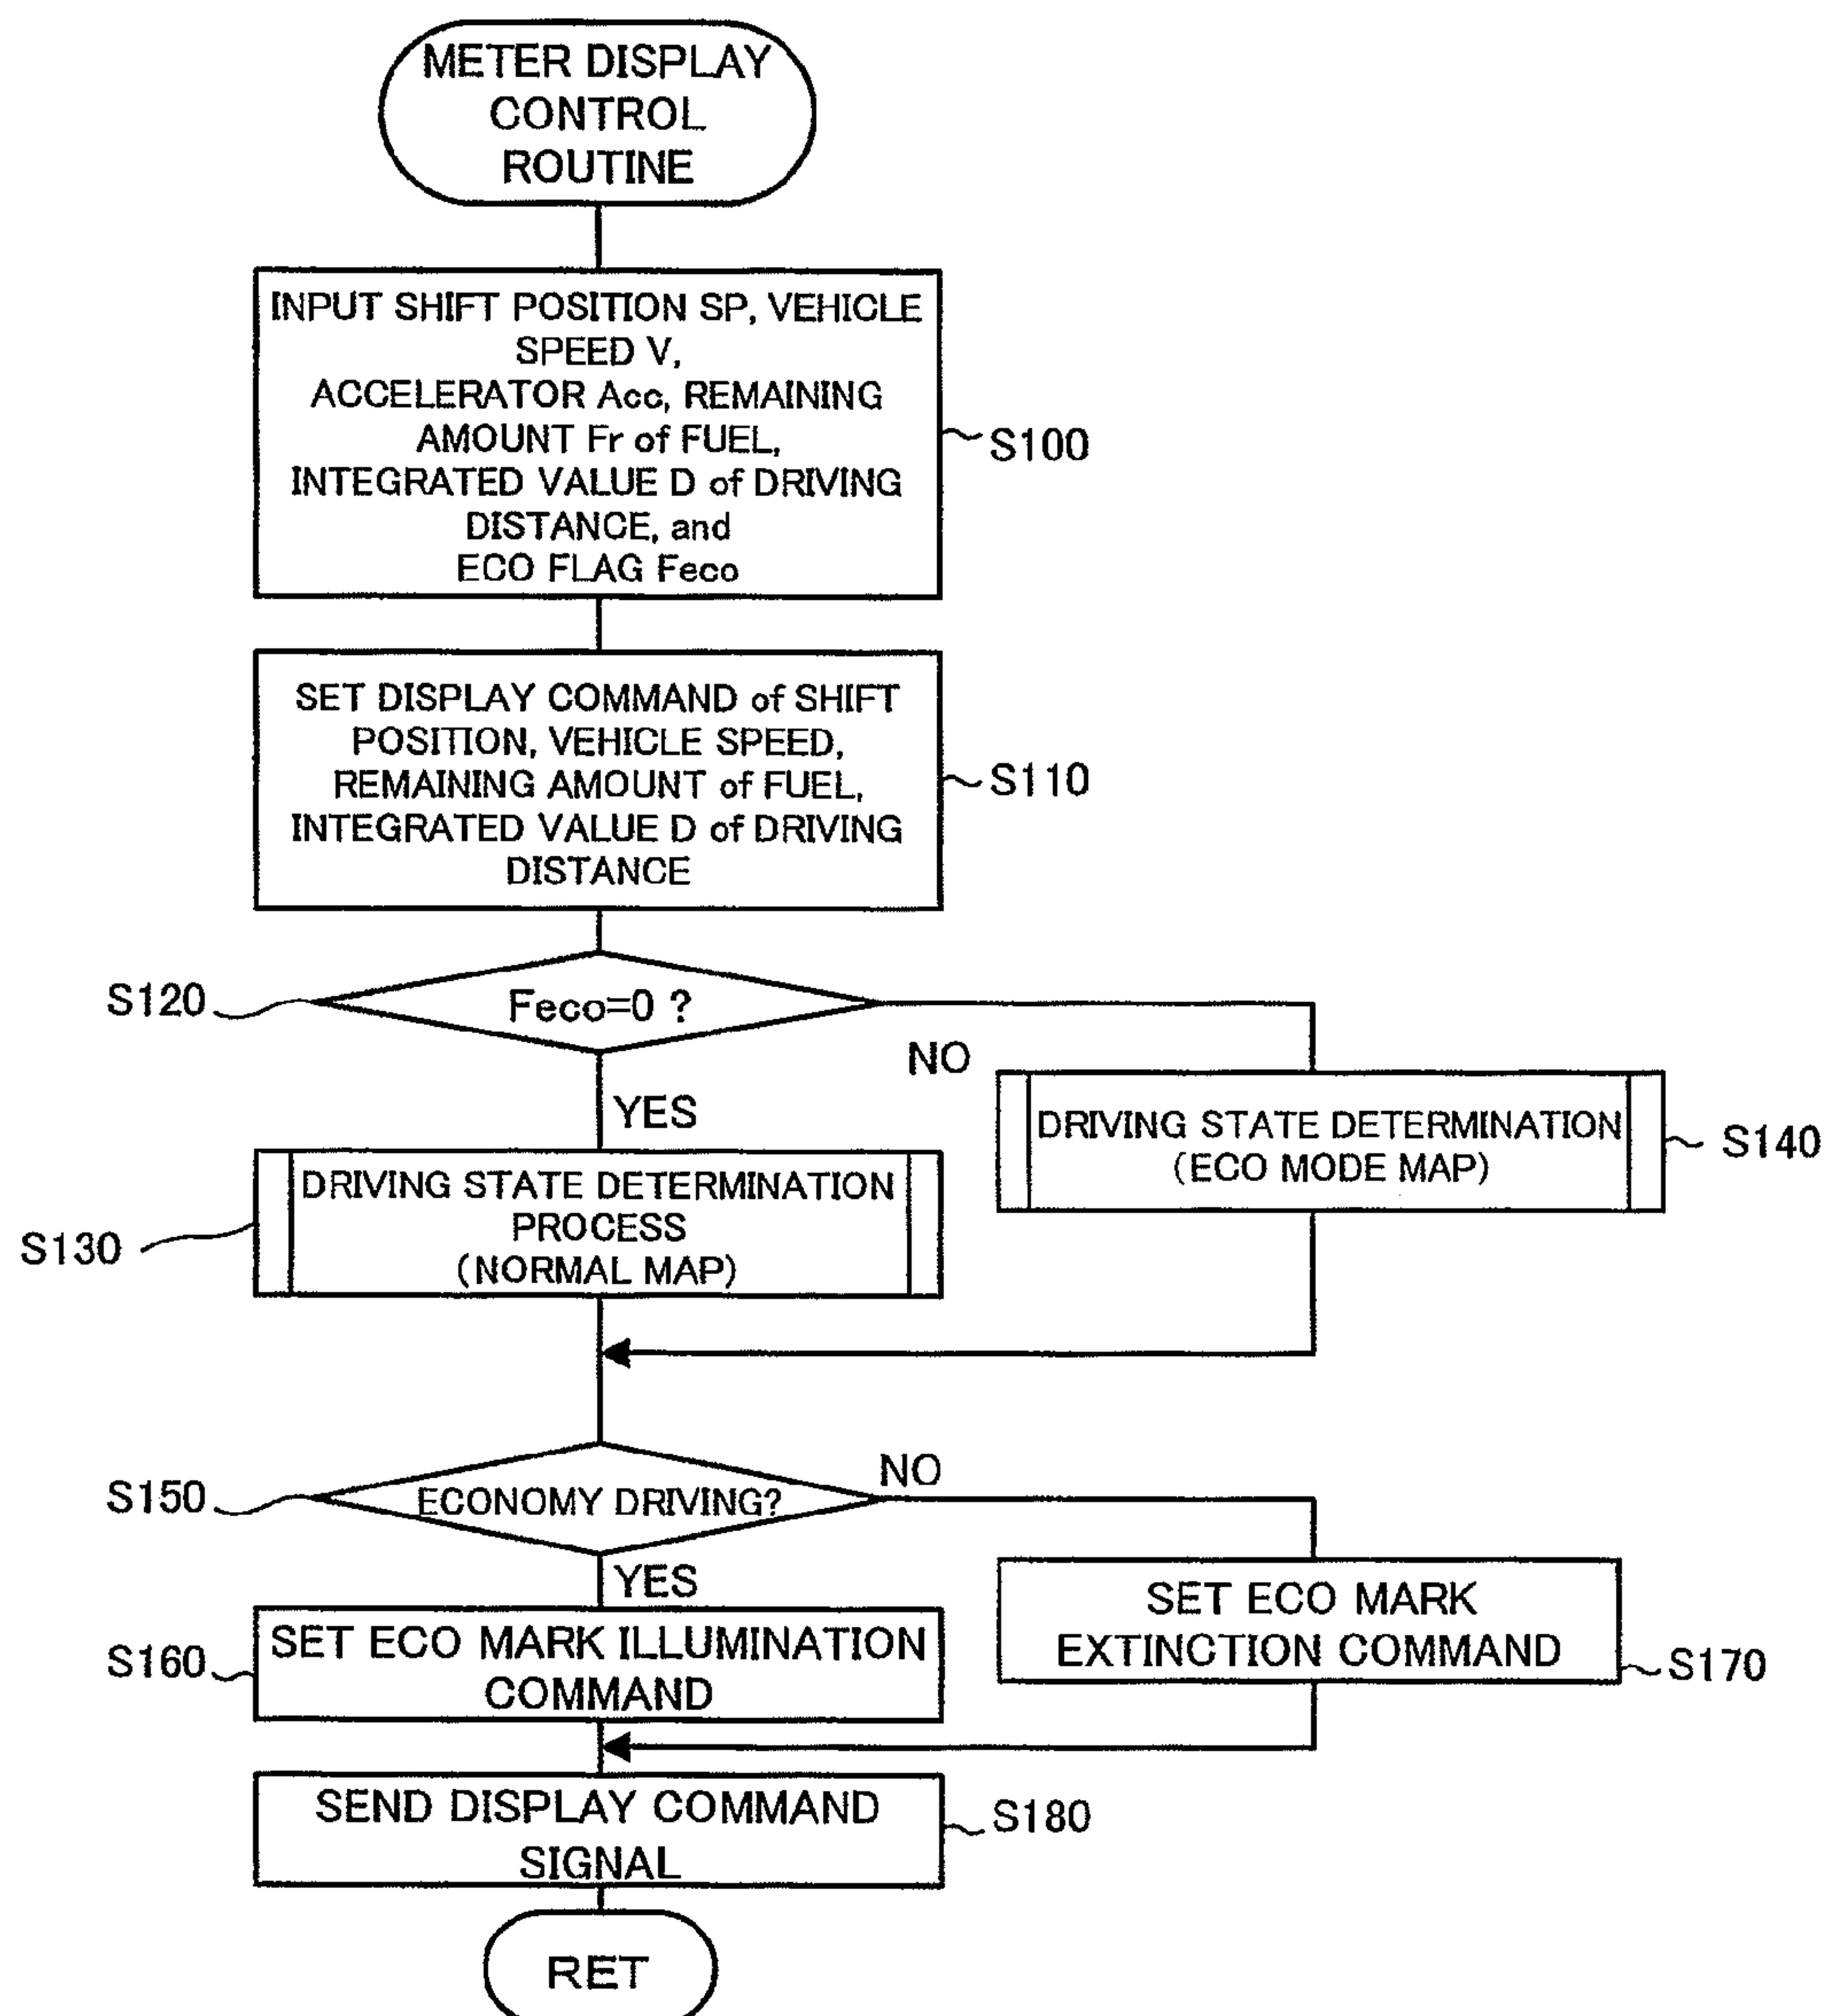 METER DISPLAY
CONTROL
ROUTINE
INPUT SHIFT POSITION SP, VEHICLE
SPEED V,
ACCELERATOR Acc, REMAINING
AMOUNT Fr of FUEL,
INTEGRATED VALUE D of DRIVING
DISTANCE, and
ECO FLAG Feco
S100
SET DISPLAY COMMAND of SHIFT
POSITION, VEHICLE SPEED,
REMAINING AMOUNT of FUEL,
INTEGRATED VALUE D of DRIVING
DISTANCE
S110
S120
Feco=0 ?
NO
YES
DRIVING STATE DETERMINATION
(ECO MODE MAP)
S140
S130
DRIVING STATE DETERMINATION
PROCESS
(NORMAL MAP)
S150
ECONOMY DRIVING?
NO
YES
S160
SET ECO MARK ILLUMINATION
COMMAND
SET ECO MARK
EXTINCTION COMMAND
S170
SEND DISPLAY COMMAND
SIGNAL
S180
RET